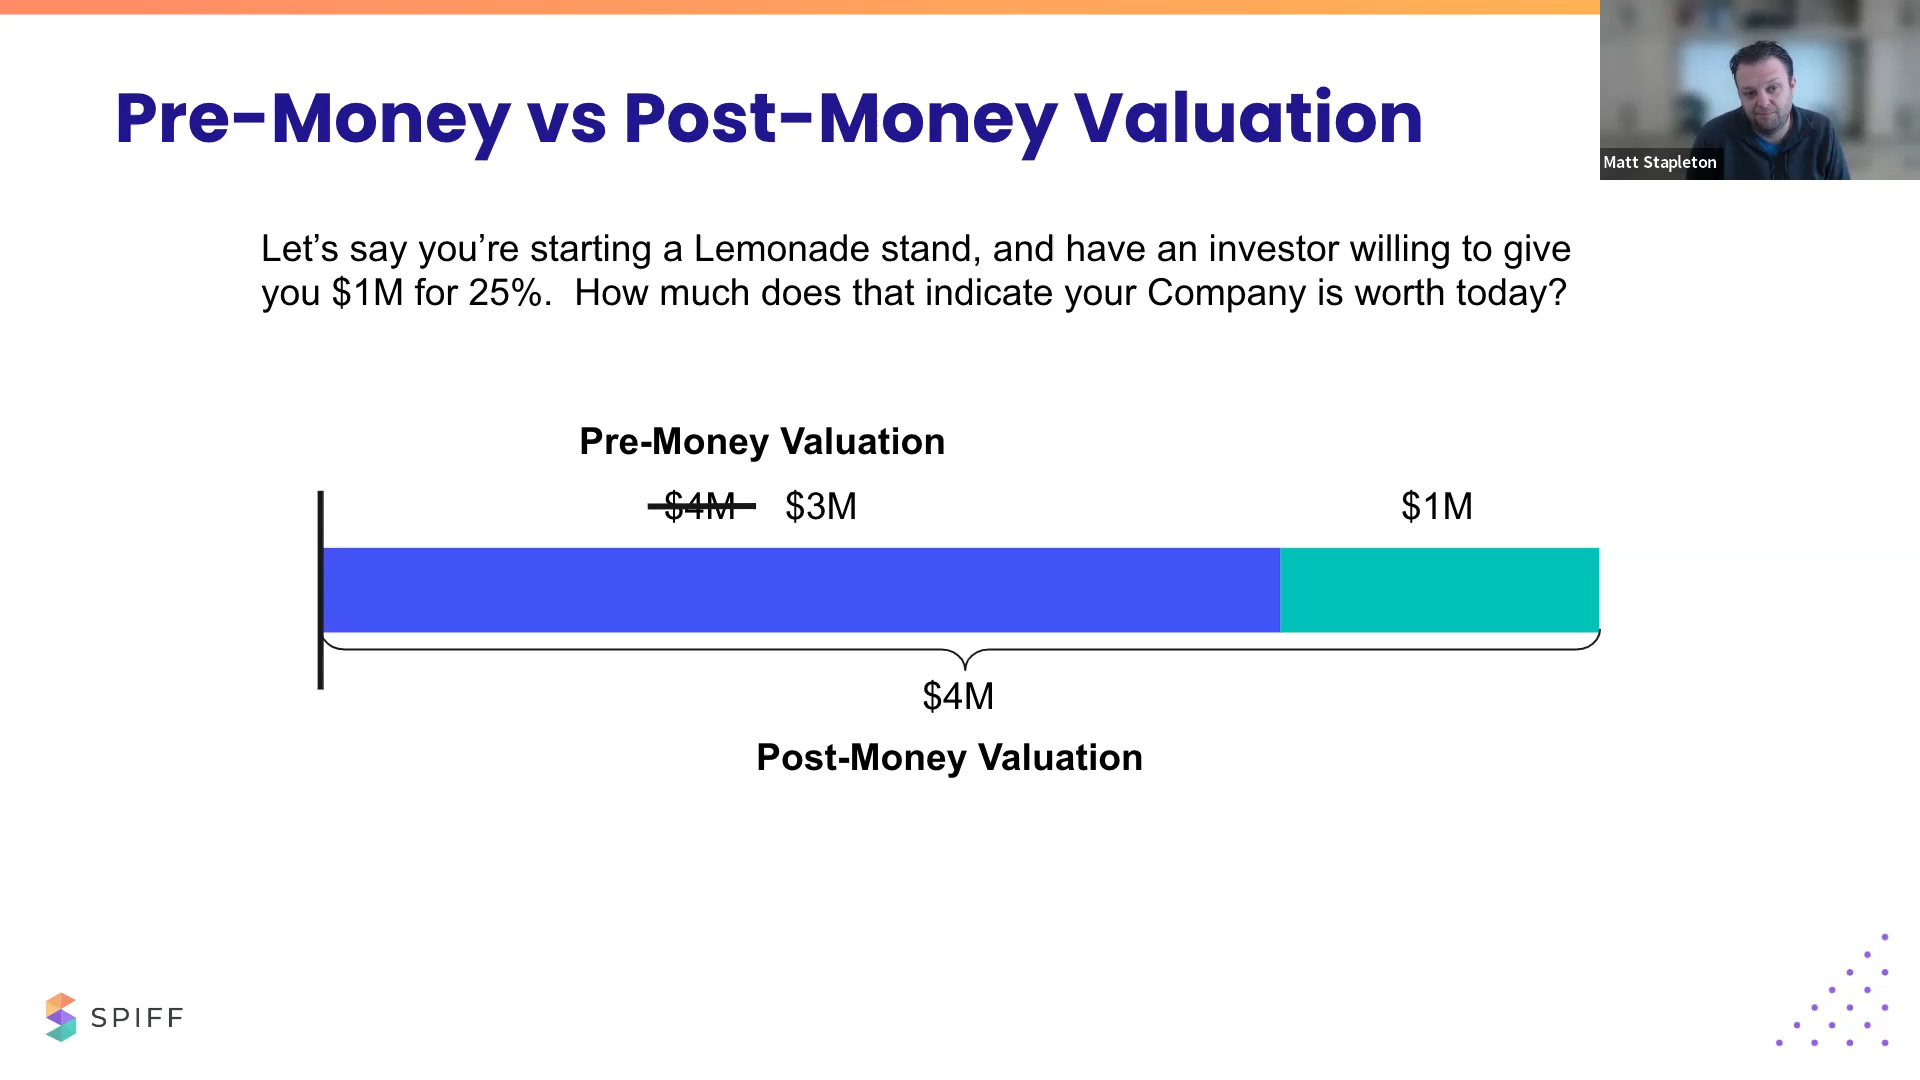 Pre-Money vs Post-Money Valuation
Matt Stapleton
Let’s say you’re starting a Lemonade stand, and have an investor willing to give
you $1M for 25%.  How much does that indicate your Company is worth today?
Pre-Money Valuation
$4M $3M $1M
$4M
Post-Money Valuation
SPIFF